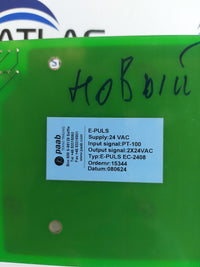 ATLAS
новый
paab
E-PULS
Supply:24 VAC
Input signal:PT-100
Output signal:2X24VAC
Typ:E-PULS EC-2408
Ordernr:15344
Datum:080624